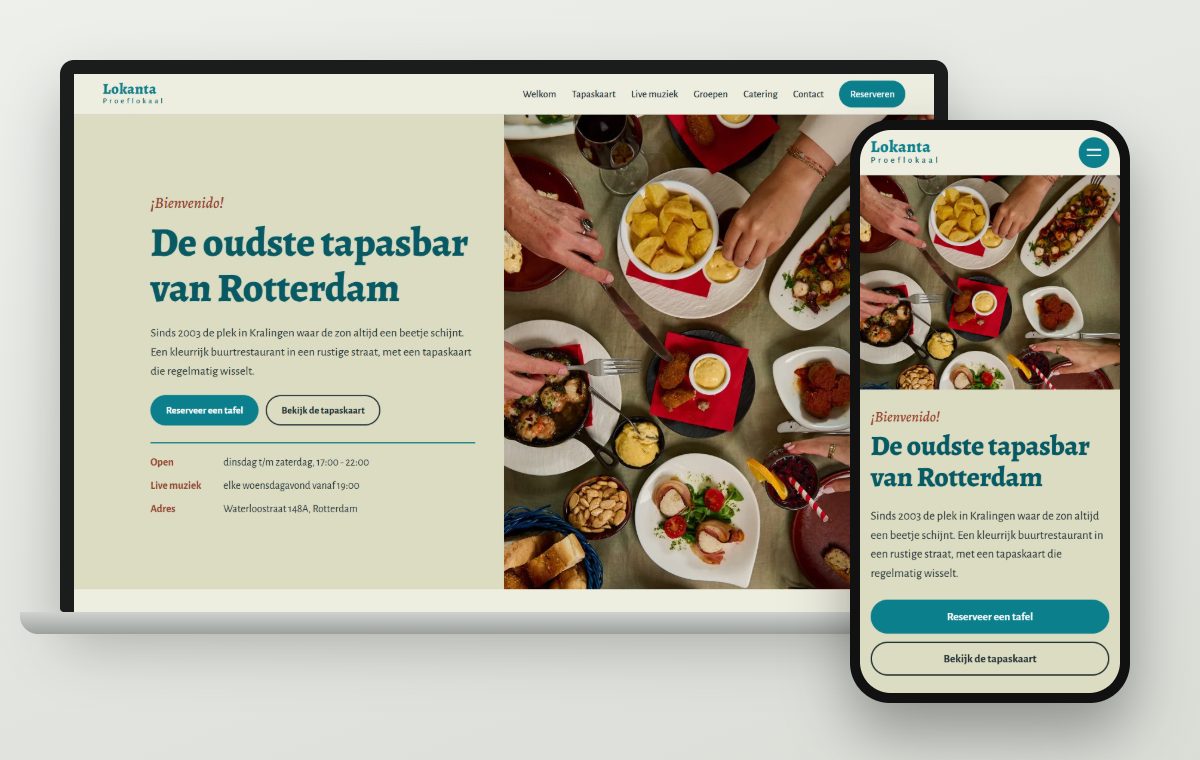 Lokanta
Proeflokaal
Welkom Tapaskaart Live muziek Groepen Catering Contact Reserveren
¡Bienvenido!
De oudste tapasbar
van Rotterdam
Sinds 2003 de plek in Kralingen waar de zon altijd een beetje schijnt.
Een kleurrijk buurtrestaurant in een rustige straat, met een tapaskaart
die regelmatig wisselt.
Reserveer een tafel Bekijk de tapaskaart
Open dinsdag t/m zaterdag, 17:00 - 22:00
Live muziek elke woensdagavond vanaf 19:00
Adres Waterloostraat 148A, Rotterdam
Lokanta
Proeflokaal
¡Bienvenido!
De oudste tapasbar
van Rotterdam
Sinds 2003 de plek in Kralingen waar de zon altijd
een beetje schijnt. Een kleurrijk buurtrestaurant in
een rustige straat, met een tapaskaart die
regelmatig wisselt.
Reserveer een tafel
Bekijk de tapaskaart